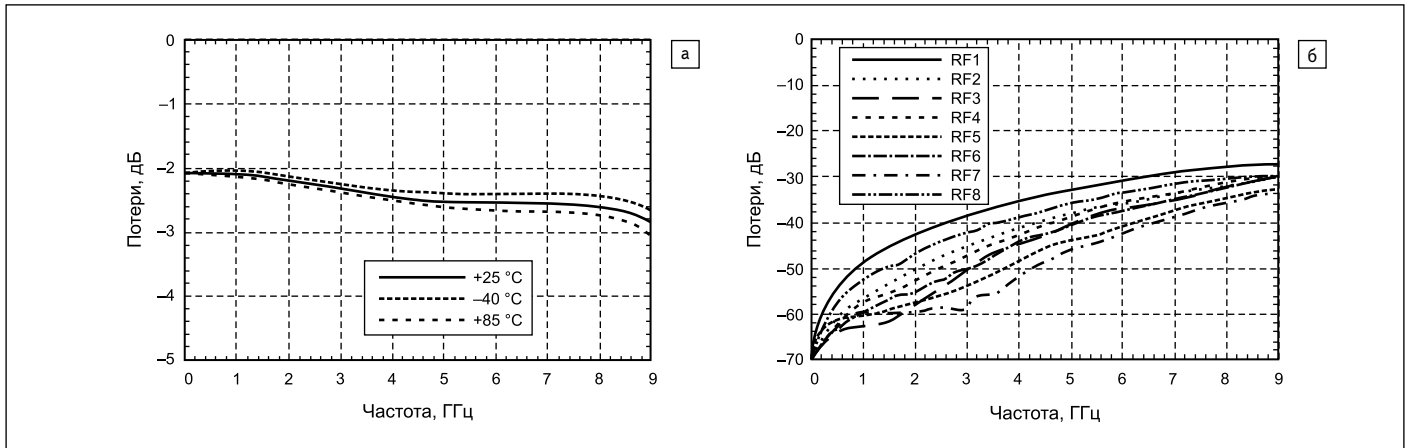 а
0
–1
–2
–3
–4
–5
Потери, дБ
+25 °C
–40 °C
+85 °C
0 1 2 3 4 5 6 7 8 9
Частота, ГГц
б
0
–10
–20
–30
–40
–50
–60
–70
Потери, дБ
RF1
RF2
RF3
RF4
RF5
RF6
RF7
RF8
0 1 2 3 4 5 6 7 8 9
Частота, ГГц